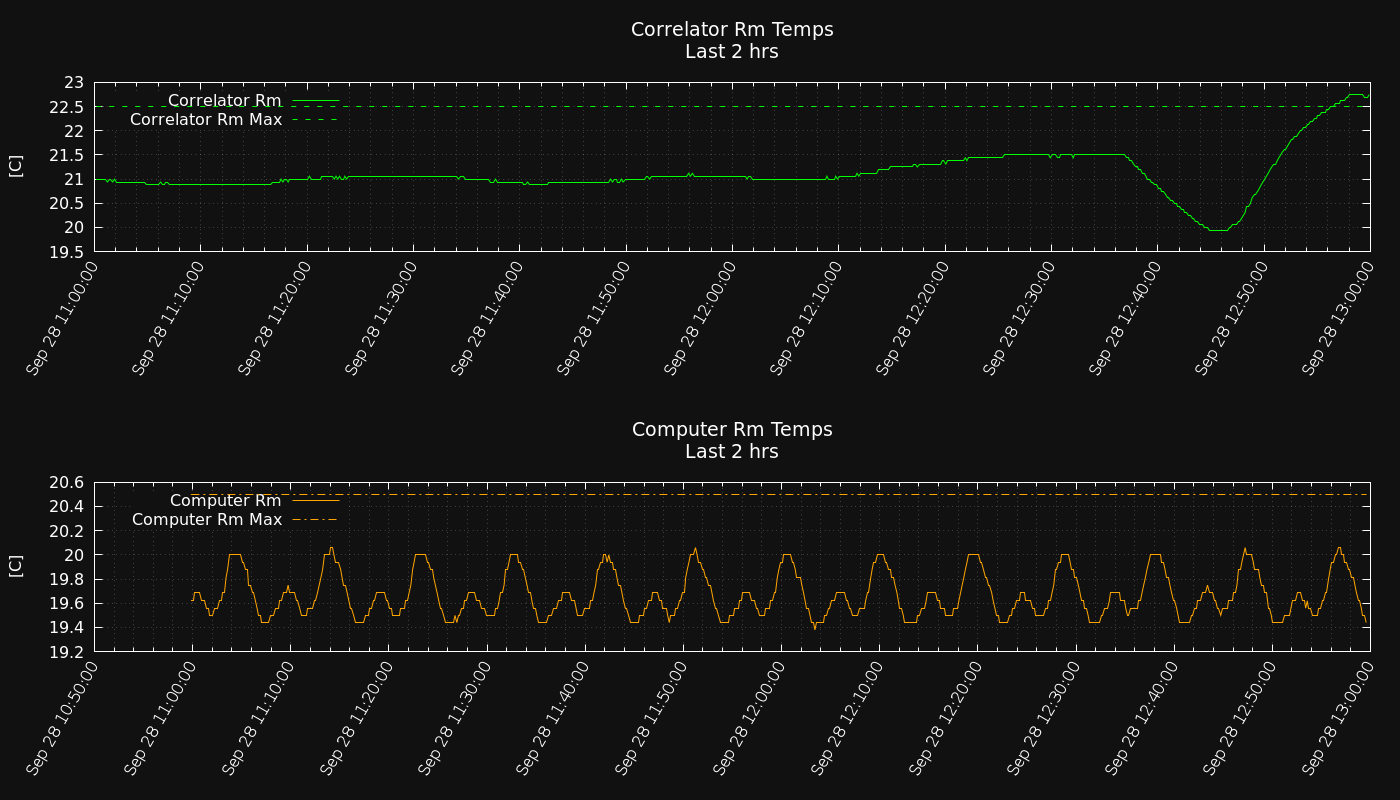 Correlator Rm Temps
Last 2 hrs
23
22.5
22
21.5
21
20.5
20
19.5
[C]
Correlator Rm
Correlator Rm Max
Sep 28 11:00:00
Sep 28 11:10:00
Sep 28 11:20:00
Sep 28 11:30:00
Sep 28 11:40:00
Sep 28 11:50:00
Sep 28 12:00:00
Sep 28 12:10:00
Sep 28 12:20:00
Sep 28 12:30:00
Sep 28 12:40:00
Sep 28 12:50:00
Sep 28 13:00:00
Computer Rm Temps
Last 2 hrs
20.6
20.4
20.2
20
19.8
19.6
19.4
19.2
[C]
Computer Rm
Computer Rm Max
Sep 28 10:50:00
Sep 28 11:00:00
Sep 28 11:10:00
Sep 28 11:20:00
Sep 28 11:30:00
Sep 28 11:40:00
Sep 28 11:50:00
Sep 28 12:00:00
Sep 28 12:10:00
Sep 28 12:20:00
Sep 28 12:30:00
Sep 28 12:40:00
Sep 28 12:50:00
Sep 28 13:00:00